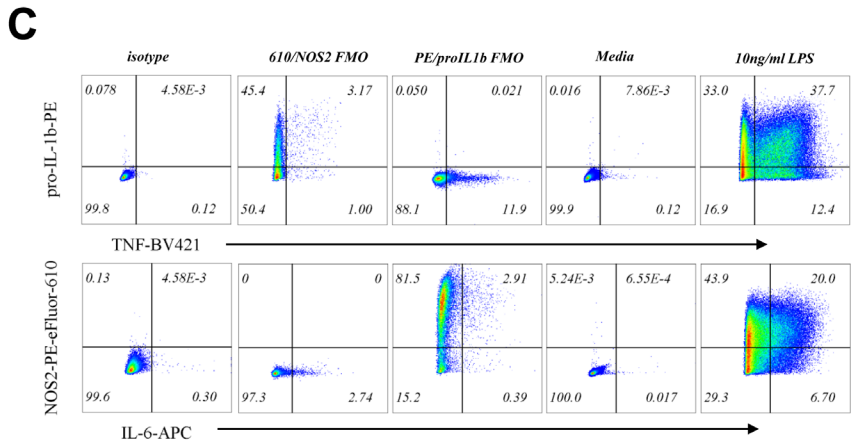 C
isotype 610/NOS2 FMO PE/proIL1b FMO Media 10ng/ml LPS
pro-IL-1b-PE
0.078 4.58E-3 45.4 3.17 0.050 0.021 0.016 7.86E-3 33.0 37.7
99.8 0.12 50.4 1.00 88.1 11.9 99.9 0.12 16.9 12.4
TNF-BV421
NOS2-PE-eFluor-610
0.13 4.58E-3 0 0 81.5 2.91 5.24E-3 6.55E-4 43.9 20.0
99.6 0.30 97.3 2.74 15.2 0.39 100.0 0.017 29.3 6.70
IL-6-APC